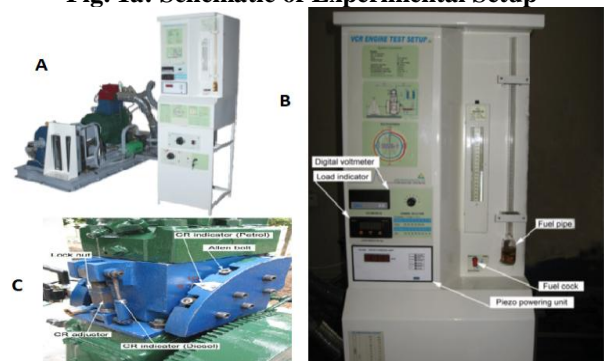 Fig. 1a: Schematic of Experimental Setup
A
B
VCR ENGINE TEST SETUP
Digital voltmeter
Load indicator
Fuel pipe
Fuel cock
Piezo powering unit
C
CR indicator (Petrol)
Allen bolt
Lock nut
CR adjustor
CR indicator (Diesel)